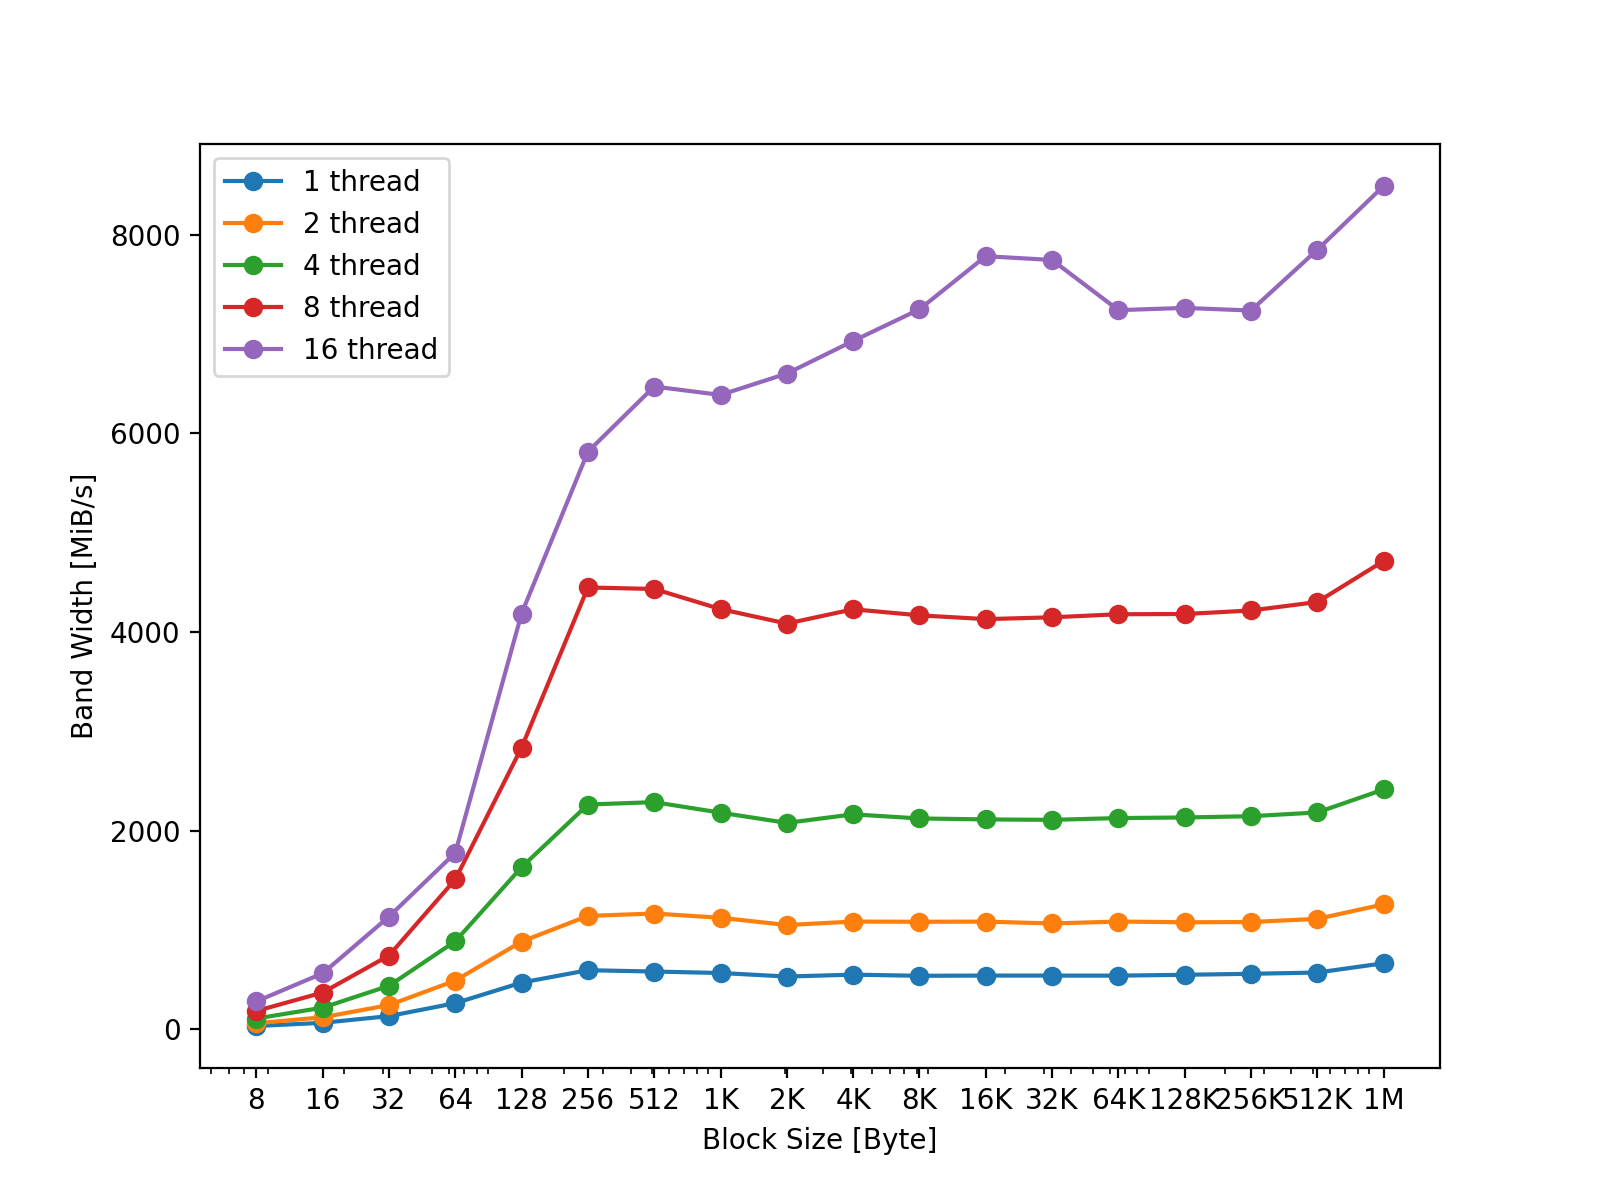 1 thread
2 thread
4 thread
8 thread
16 thread
8000
6000
4000
2000
0
Band Width [MiB/s]
8 16 32 64 128 256 512 1K 2K 4K 8K 16K 32K 64K 128K 256K 512K 1M
Block Size [Byte]